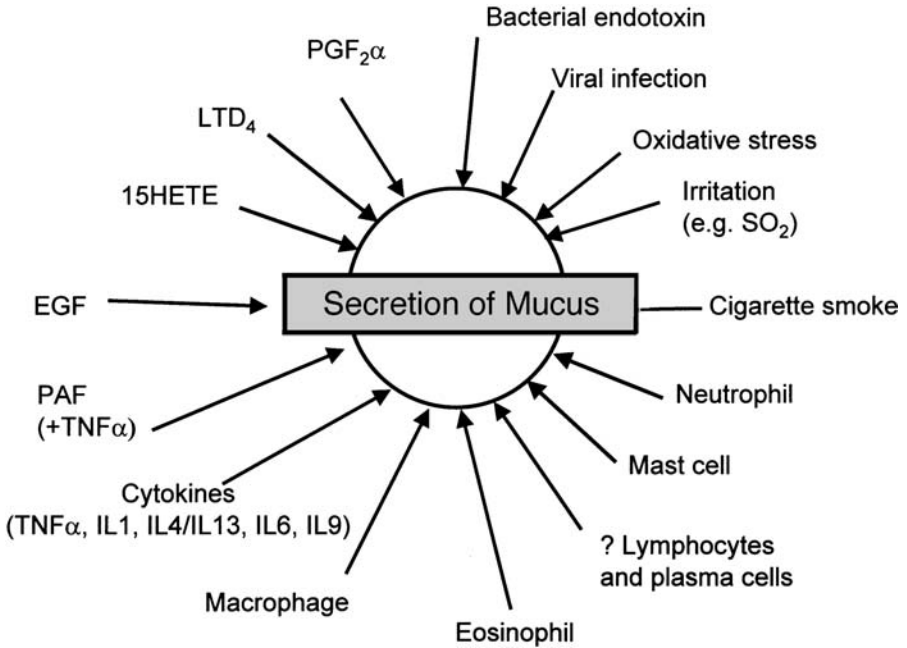 Bacterial endotoxin
PGF₂α
Viral infection
LTD₄
Oxidative stress
15HETE
Irritation
(e.g. SO₂)
EGF
Secretion of Mucus
Cigarette smoke
PAF
(+TNFα)
Neutrophil
Mast cell
Cytokines
(TNFα, IL1, IL4/IL13, IL6, IL9)
? Lymphocytes
and plasma cells
Macrophage
Eosinophil